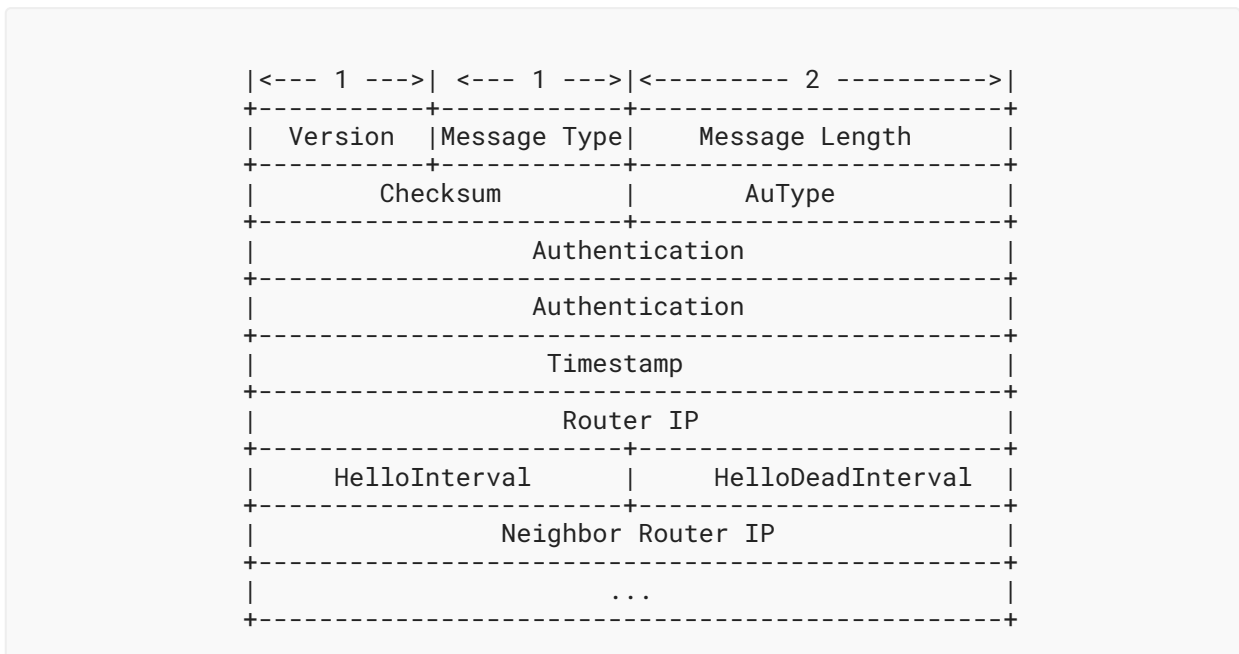 |<--- 1 --->| <--- 1 --->|<--------- 2 ---------->|
+-----------+------------+------------------------+
|  Version  |Message Type|    Message Length      |
+-----------+------------+------------------------+
|        Checksum        |       AuType           |
+------------------------+------------------------+
|                  Authentication                 |
+-------------------------------------------------+
|                  Authentication                 |
+-------------------------------------------------+
|                   Timestamp                     |
+-------------------------------------------------+
|                    Router IP                    |
+------------------------+------------------------+
|     HelloInterval      |     HelloDeadInterval  |
+------------------------+------------------------+
|                Neighbor Router IP               |
+-------------------------------------------------+
|                       ...                       |
+-------------------------------------------------+